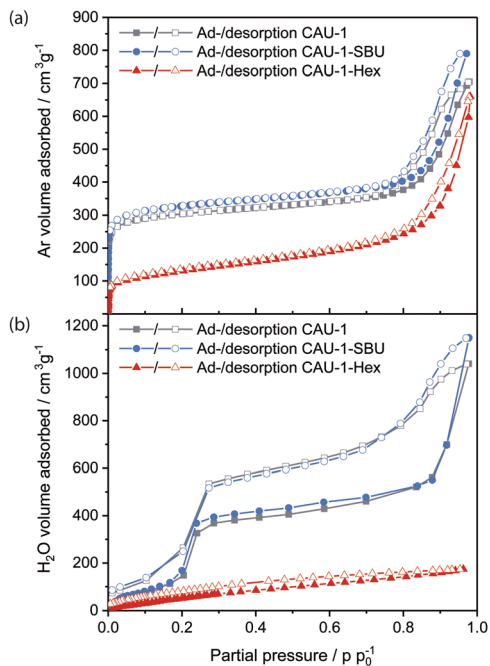 (a)
Ad-/desorption CAU-1
Ad-/desorption CAU-1-SBU
Ad-/desorption CAU-1-Hex
Ar volume adsorbed / cm³g⁻¹
800
700
600
500
400
300
200
100
(b)
Ad-/desorption CAU-1
Ad-/desorption CAU-1-SBU
Ad-/desorption CAU-1-Hex
H₂O volume adsorbed / cm³g⁻¹
1200
1000
800
600
400
200
0
0.0 0.2 0.4 0.6 0.8 1.0
Partial pressure / p p₀⁻¹